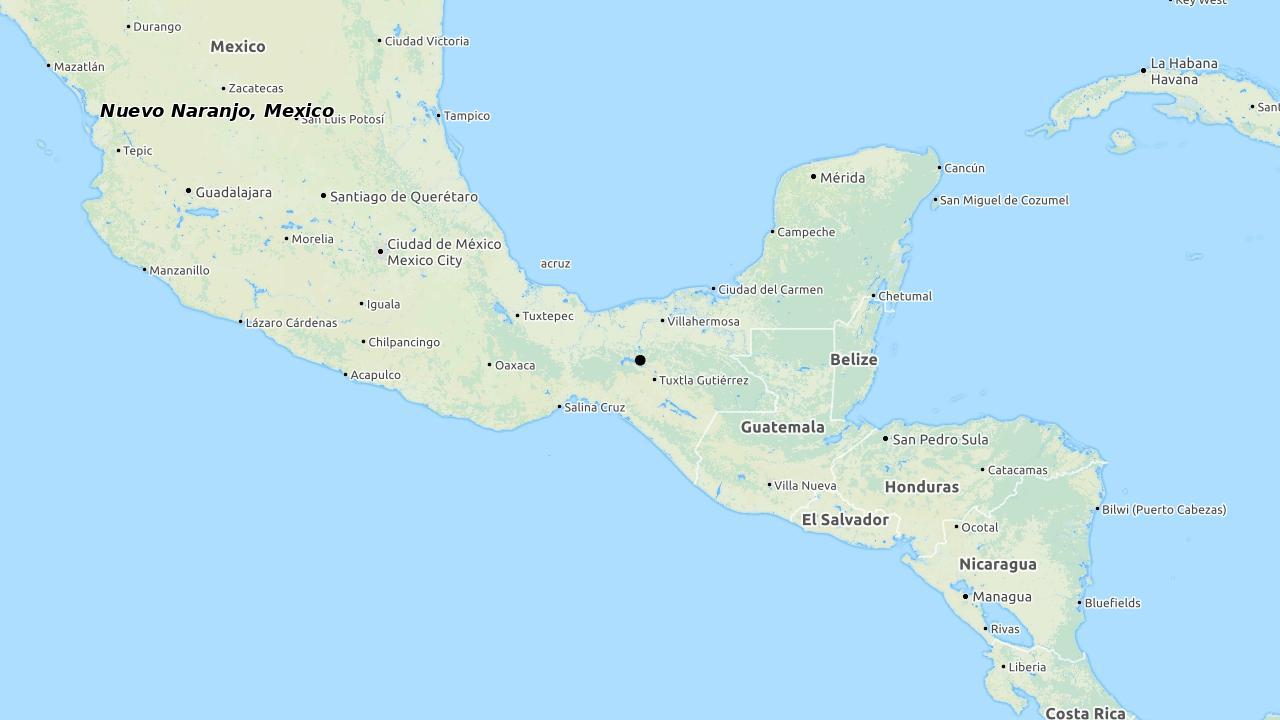 Key West
Durango
Mexico
Ciudad Victoria
Mazatlán
La Habana
Havana
Zacatecas
Nuevo Naranjo, Mexico
San Luis Potosí
Tampico
Sant
Tepic
Cancún
Mérida
Guadalajara
Santiago de Querétaro
San Miguel de Cozumel
Campeche
Morelia
Ciudad de México
Mexico City
acruz
Manzanillo
Ciudad del Carmen
Chetumal
Iguala
Tuxtepec
Villahermosa
Lázaro Cárdenas
Chilpancingo
Belize
Oaxaca
Acapulco
Tuxtla Gutiérrez
Salina Cruz
Guatemala
San Pedro Sula
Catacamas
Villa Nueva
Honduras
Bilwi (Puerto Cabezas)
El Salvador
Ocotal
Nicaragua
Managua
Bluefields
Rivas
Liberia
Costa Rica